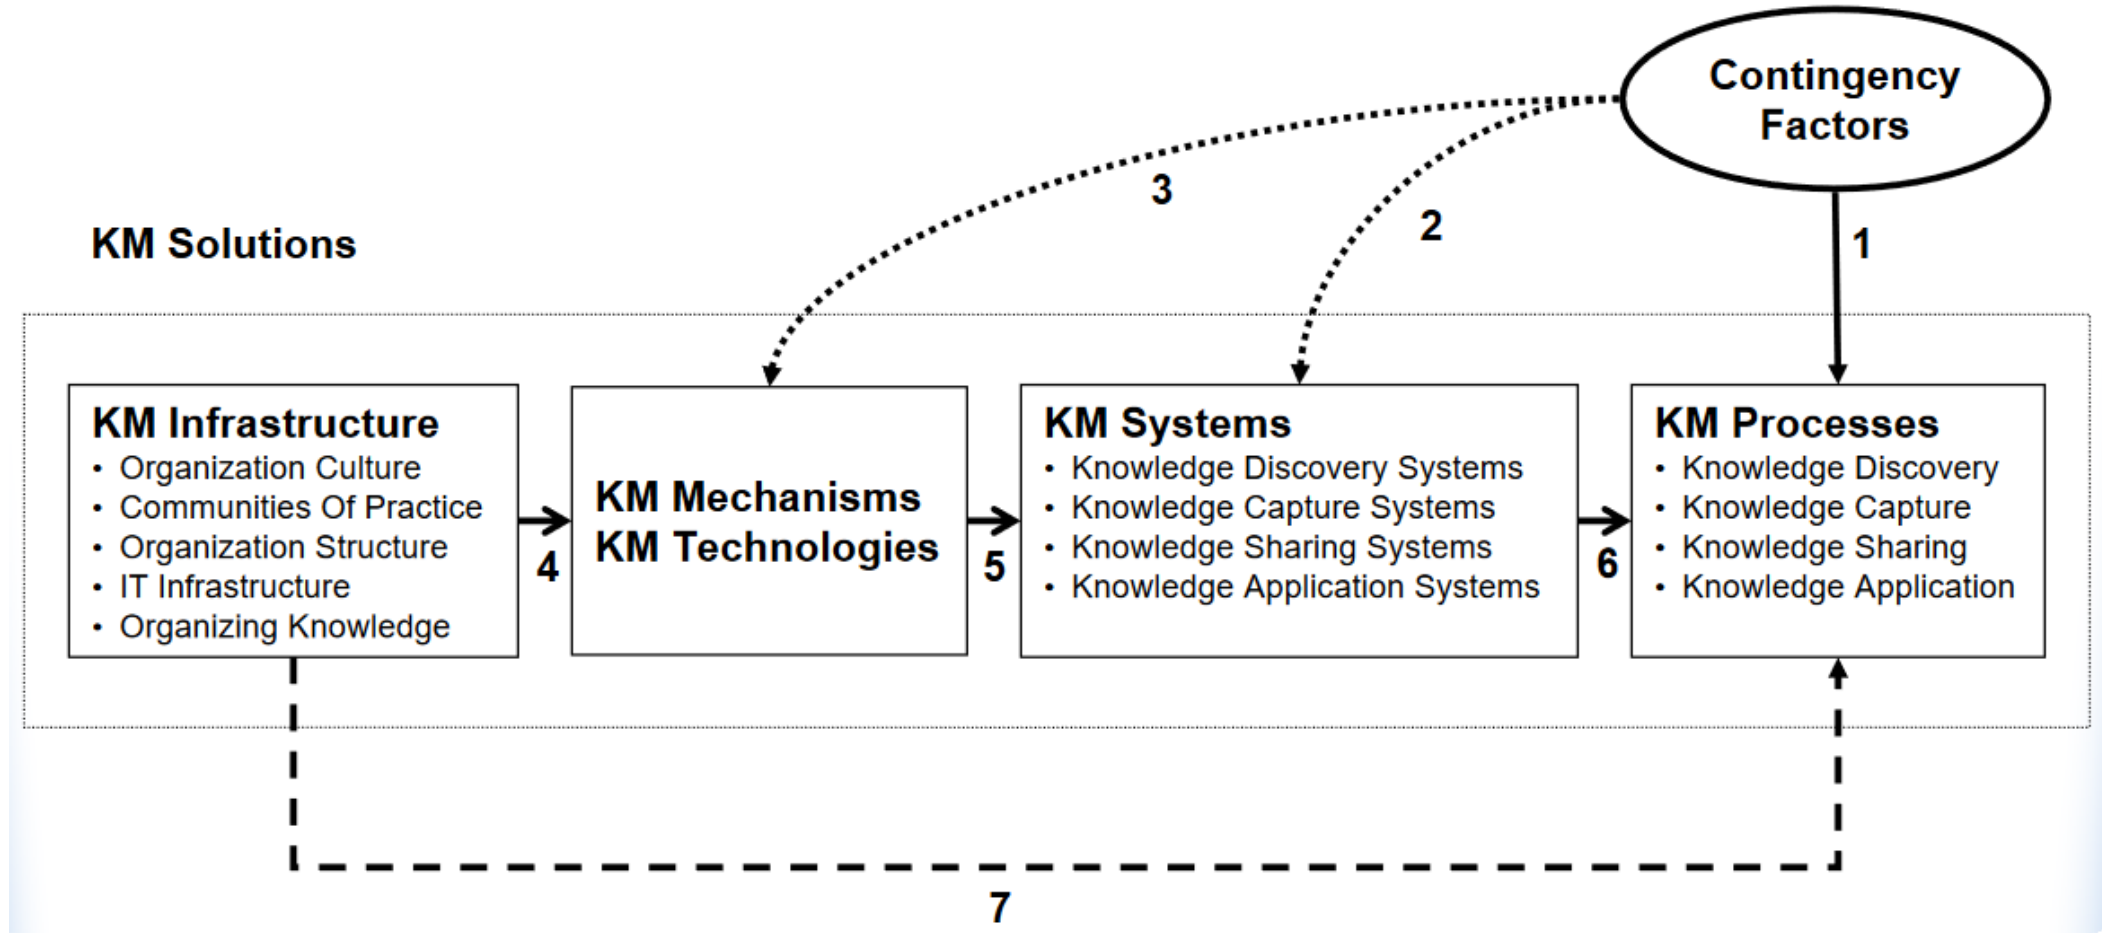 Contingency
Factors
3
2
1
KM Solutions
KM Infrastructure
• Organization Culture
• Communities Of Practice
• Organization Structure
• IT Infrastructure
• Organizing Knowledge
4
KM Mechanisms
KM Technologies
5
KM Systems
• Knowledge Discovery Systems
• Knowledge Capture Systems
• Knowledge Sharing Systems
• Knowledge Application Systems
6
KM Processes
• Knowledge Discovery
• Knowledge Capture
• Knowledge Sharing
• Knowledge Application
7